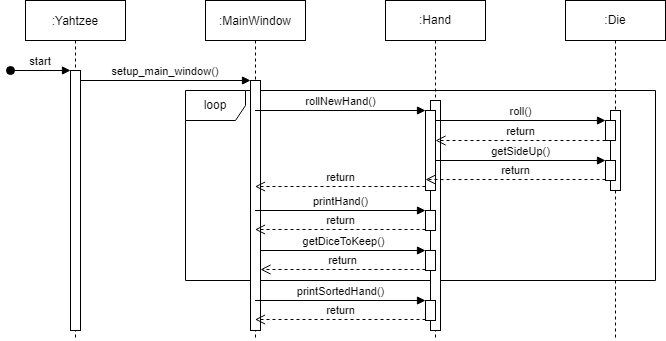 :Yahtzee
:MainWindow
:Hand
:Die
start
setup_main_window()
loop
rollNewHand()
roll()
return
getSideUp()
return
return
printHand()
return
getDiceToKeep()
return
printSortedHand()
return